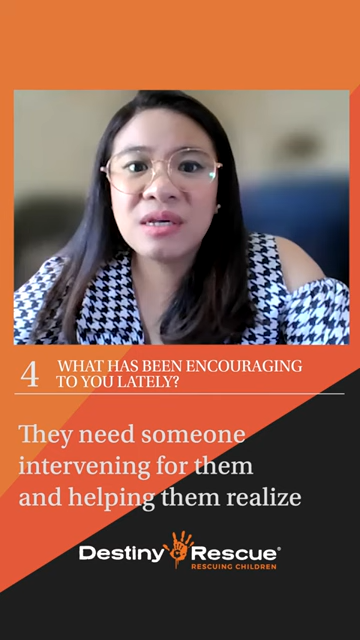 4 WHAT HAS BEEN ENCOURAGING
TO YOU LATELY?
They need someone
intervening for them
and helping them realize
Destiny Rescue®
RESCUING CHILDREN